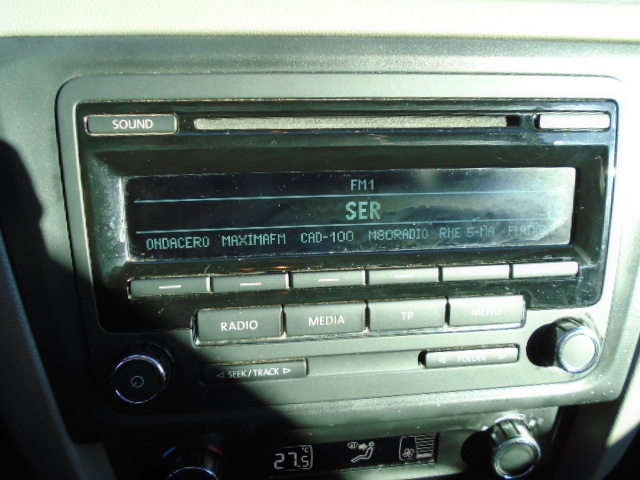 SOUND
FM1
SER
ONDACERO MAXIMAFM CAD-100 M80RADIO RNE 5-MA
RADIO MEDIA TP MENU
SEEK/TRACK FOLDER
27.5 °C